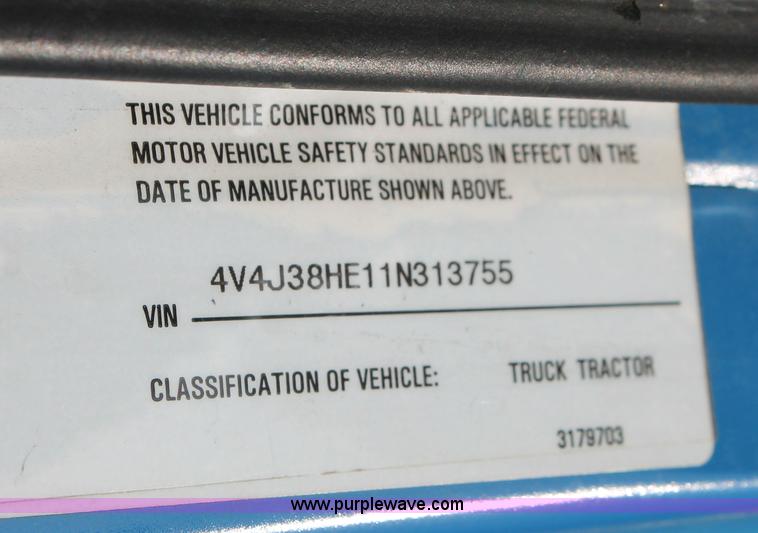 THIS VEHICLE CONFORMS TO ALL APPLICABLE FEDERAL
MOTOR VEHICLE SAFETY STANDARDS IN EFFECT ON THE
DATE OF MANUFACTURE SHOWN ABOVE.
VIN 4V4J38HE11N313755
CLASSIFICATION OF VEHICLE: TRUCK TRACTOR
3179703
www.purplewave.com